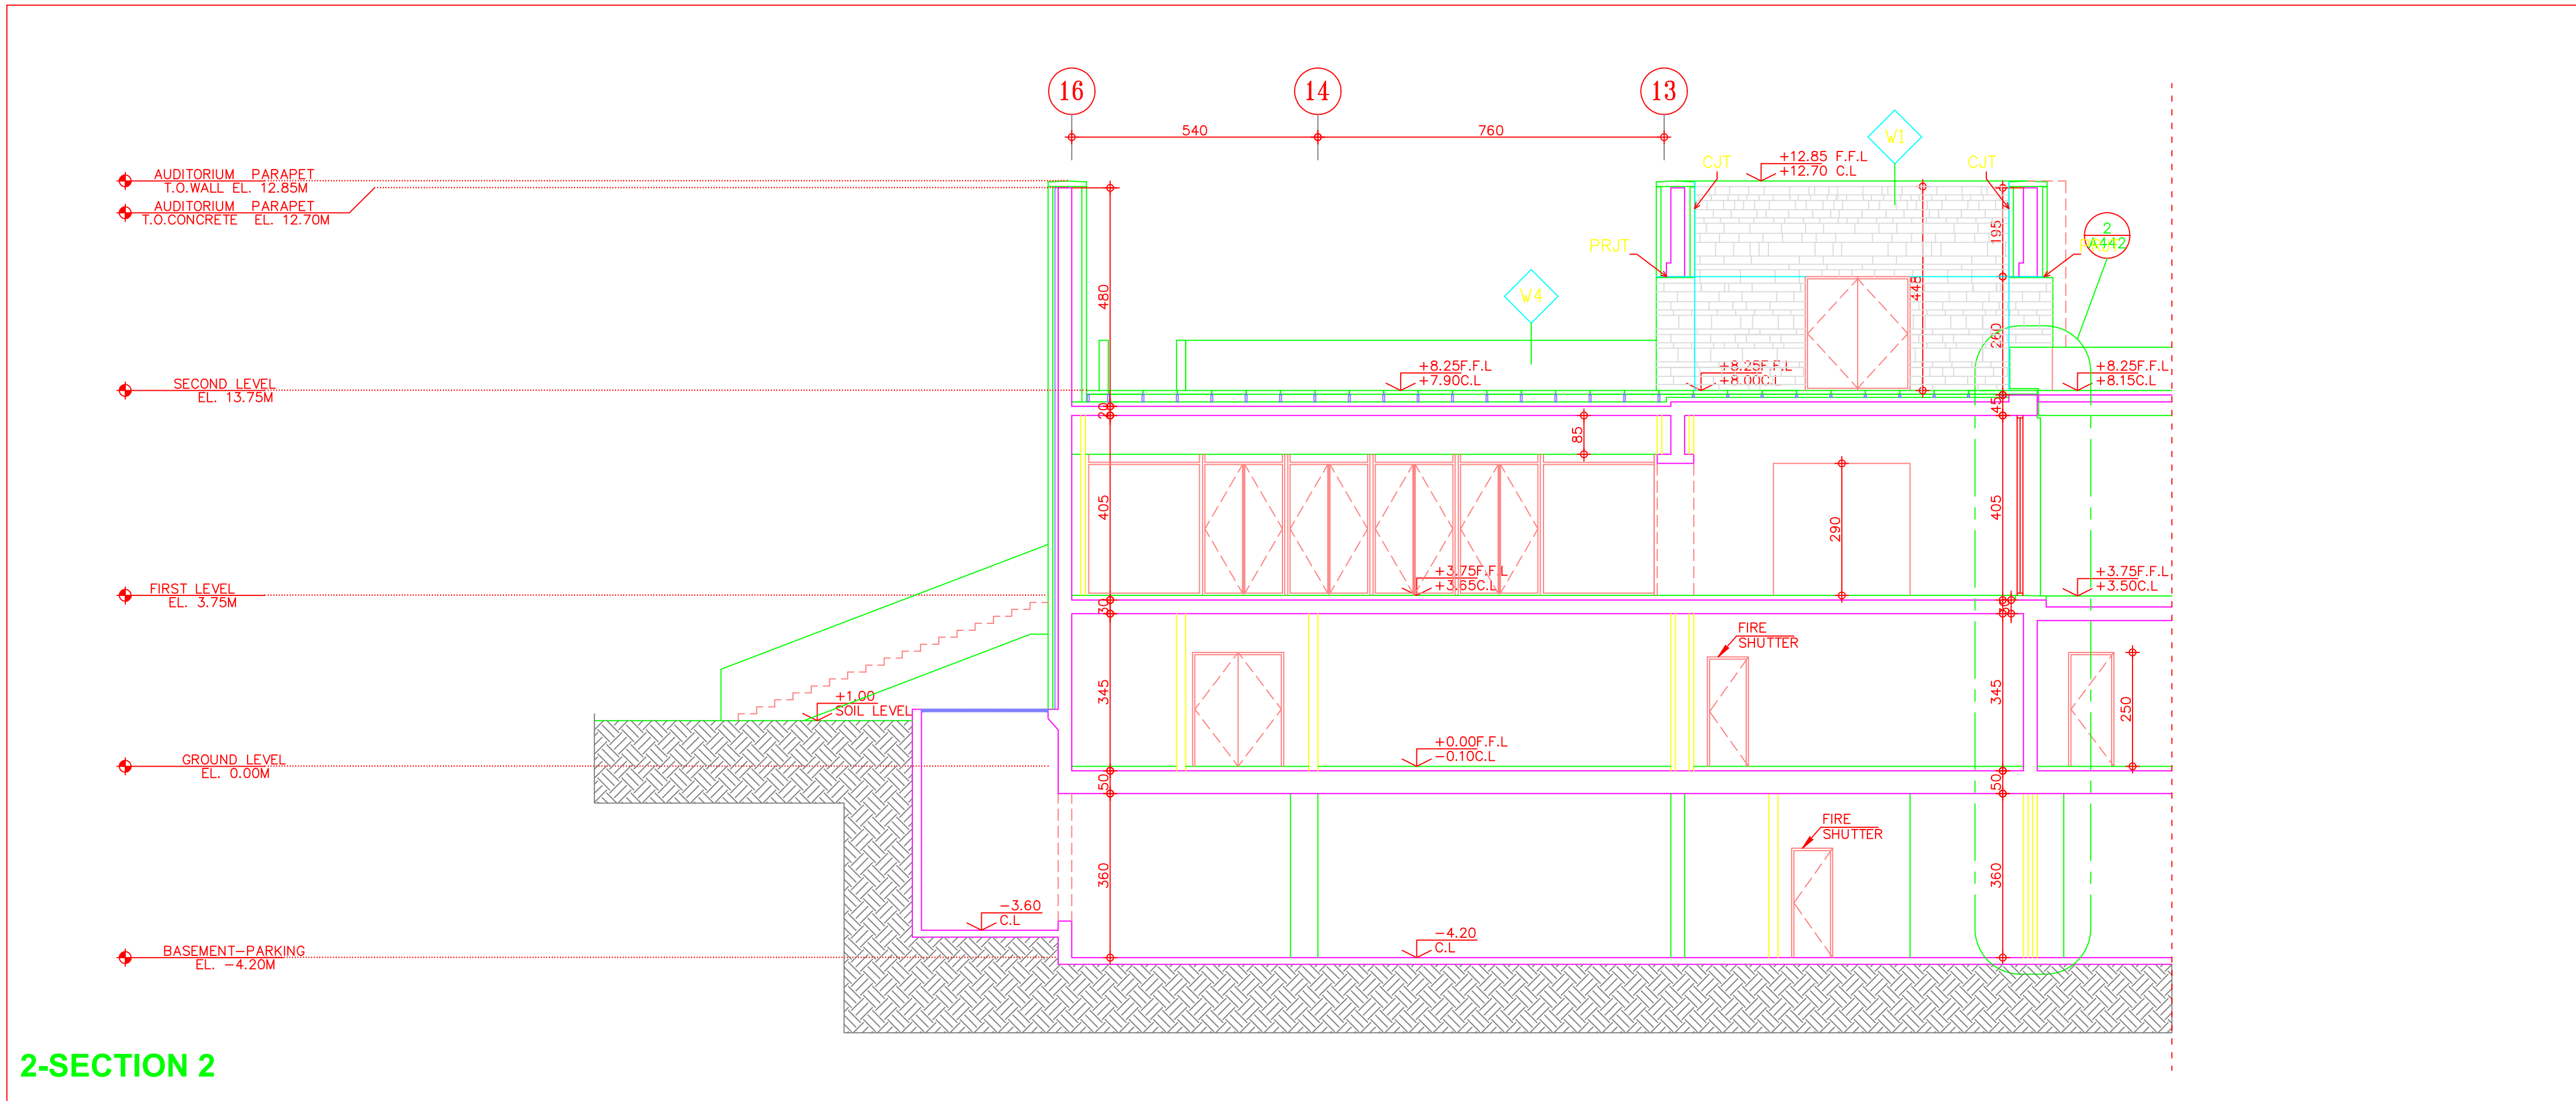 16
14
13
540
760
W1
CJT
CJT
+12.85 F.F.L
+12.70 C.L
AUDITORIUM PARAPET
T.O.WALL EL. 12.85M
AUDITORIUM PARAPET
T.O.CONCRETE EL. 12.70M
PRJT
195
2
A442
480
W4
448
260
+8.25F.F.L
+7.90C.L
+8.25F.F.L
+8.00C.L
+8.25F.F.L
+8.15C.L
SECOND LEVEL
EL. 13.75M
20
45
85
405
290
405
+3.75F.F.L
+3.65C.L
+3.75F.F.L
+3.50C.L
FIRST LEVEL
EL. 3.75M
30
FIRE
SHUTTER
345
345
250
+1.00
SOIL LEVEL
+0.00F.F.L
-0.10C.L
GROUND LEVEL
EL. 0.00M
50
50
FIRE
SHUTTER
360
360
-3.60
C.L
-4.20
C.L
BASEMENT-PARKING
EL. -4.20M
2-SECTION 2